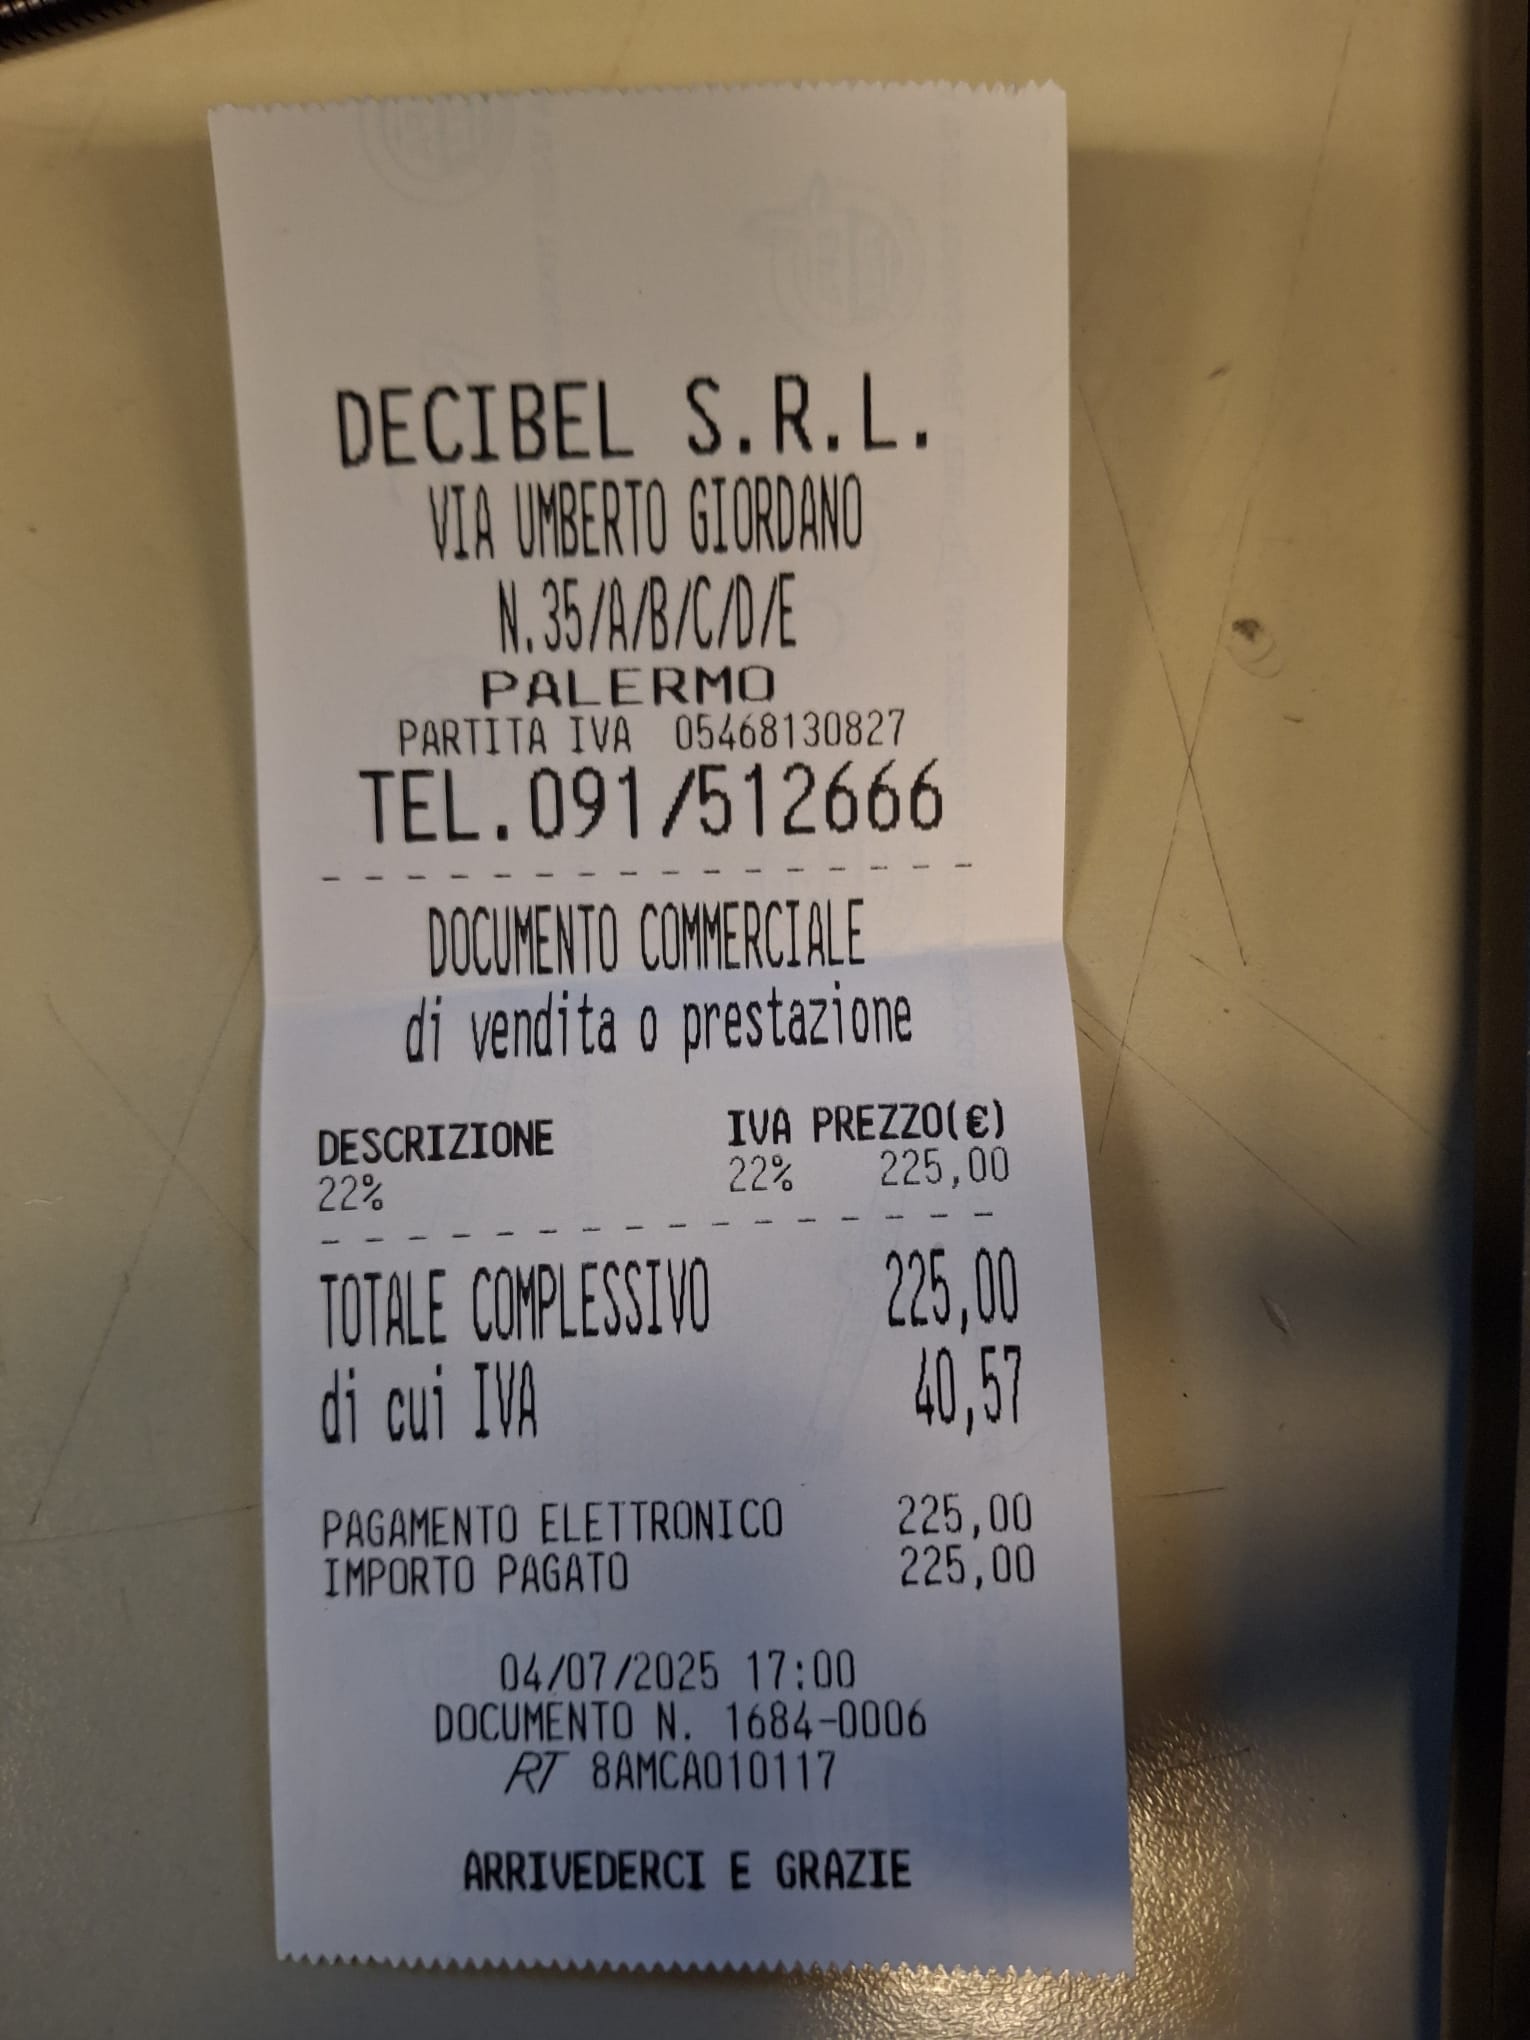 DECIBEL S.R.L.
VIA UMBERTO GIORDANO
N.35/A/B/C/D/E
PALERMO
PARTITA IVA 05468130827
TEL.091/512666
- - - - - - - - - - - - - - - -
DOCUMENTO COMMERCIALE
di vendita o prestazione
DESCRIZIONE IVA PREZZO(€)
22% 22% 225,00
- - - - - - - - - - - - - - - -
TOTALE COMPLESSIVO 225,00
di cui IVA 40,57
PAGAMENTO ELETTRONICO 225,00
IMPORTO PAGATO 225,00
04/07/2025 17:00
DOCUMENTO N. 1684-0006
RT 8AMCA010117
ARRIVEDERCI E GRAZIE